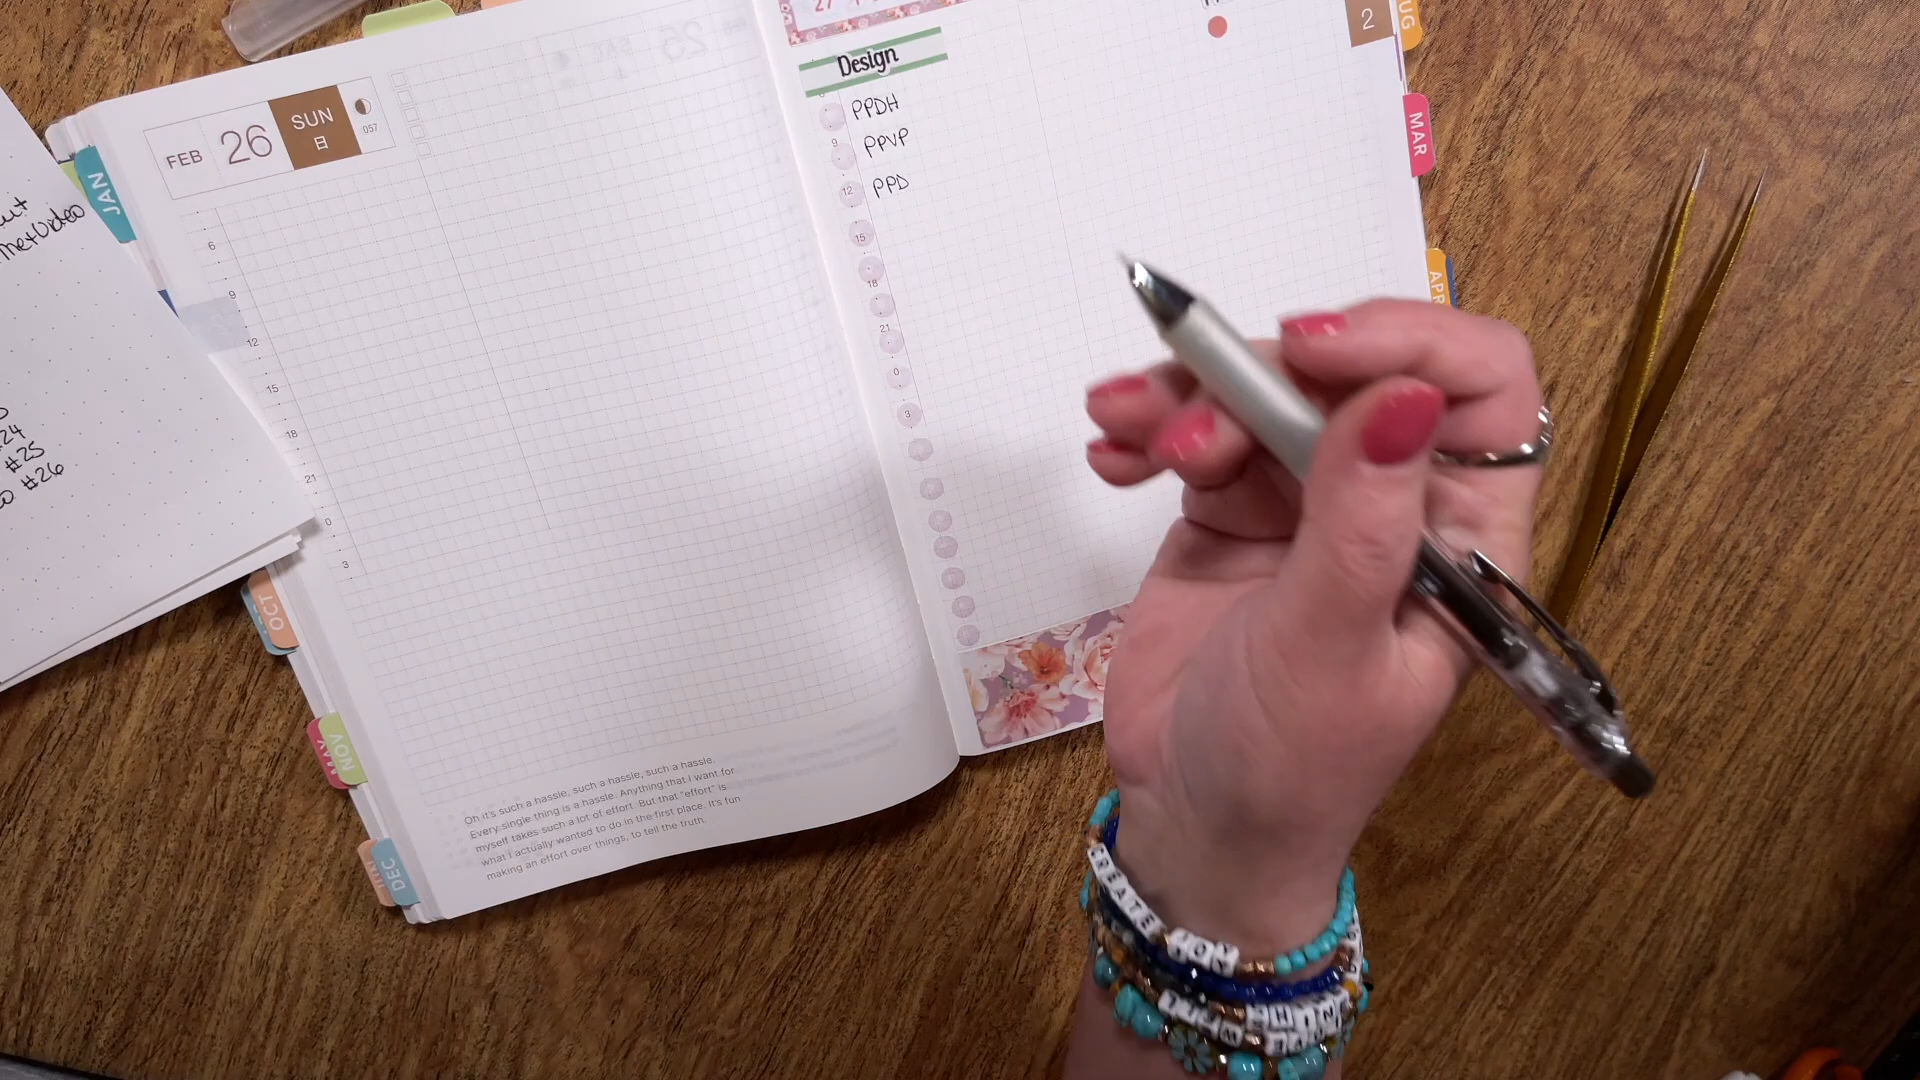 #25
#26
JAN
FEB 26 SUN
日
057
6
9
12
15
18
21
0
3
OCT
NOV
MAY
DEC
Oh it's such a hassle, such a hassle, such a hassle.
Every single thing is a hassle. Anything that I want for
myself takes such a lot of effort. But that "effort" is
what I actually wanted to do in the first place. It's fun
making an effort over things, to tell the truth.
27
2
Design
PPDH
PPVP
PPD
9
12
15
18
21
0
3
MAR
APR
CREATE JOY